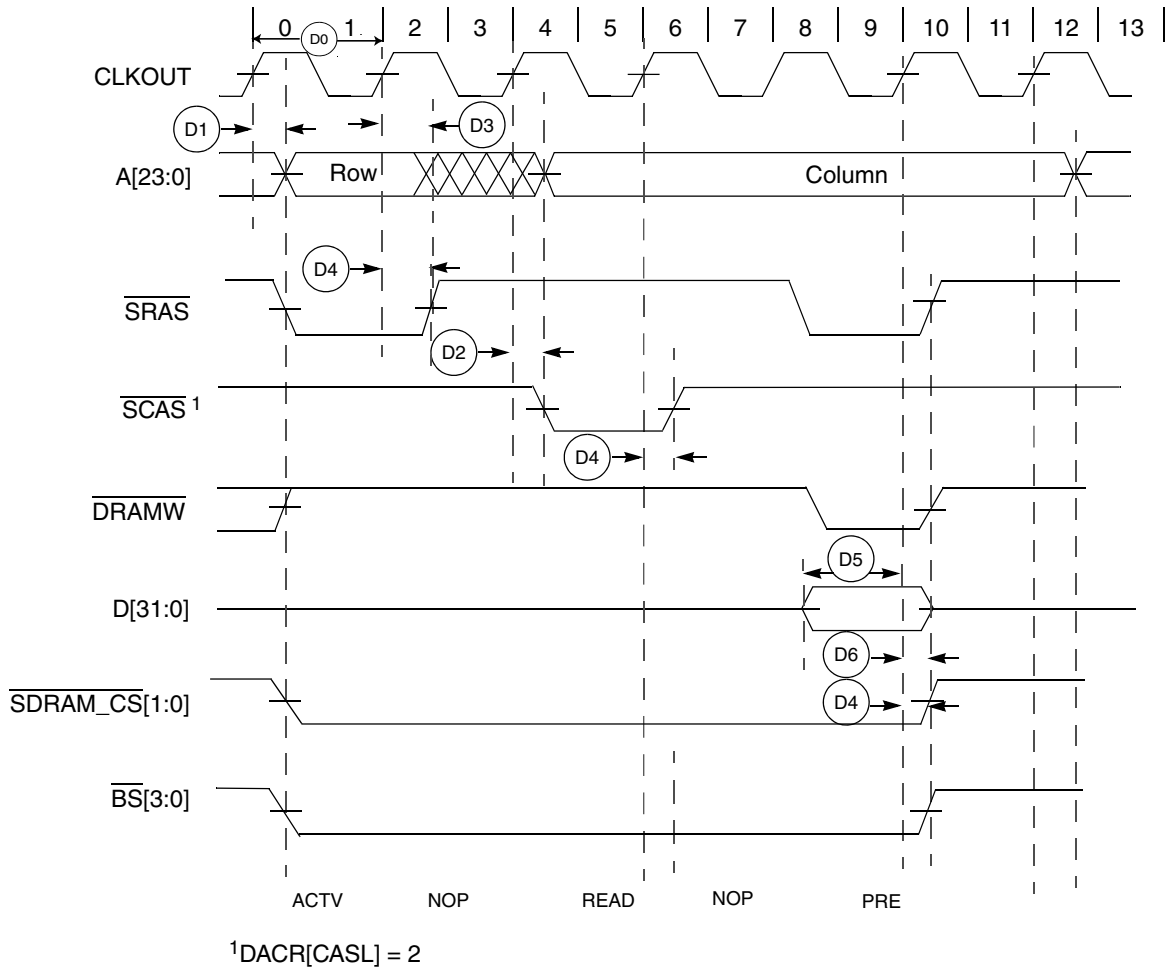 0 1 2 3 4 5 6 7 8 9 10 11 12 13
D0
CLKOUT
D1
D3
A[23:0]
Row
Column
D4
SRAS
D2
SCAS 1
D4
DRAMW
D5
D[31:0]
D6
SDRAM_CS[1:0]
D4
BS[3:0]
ACTV NOP READ NOP PRE
1DACR[CASL] = 2